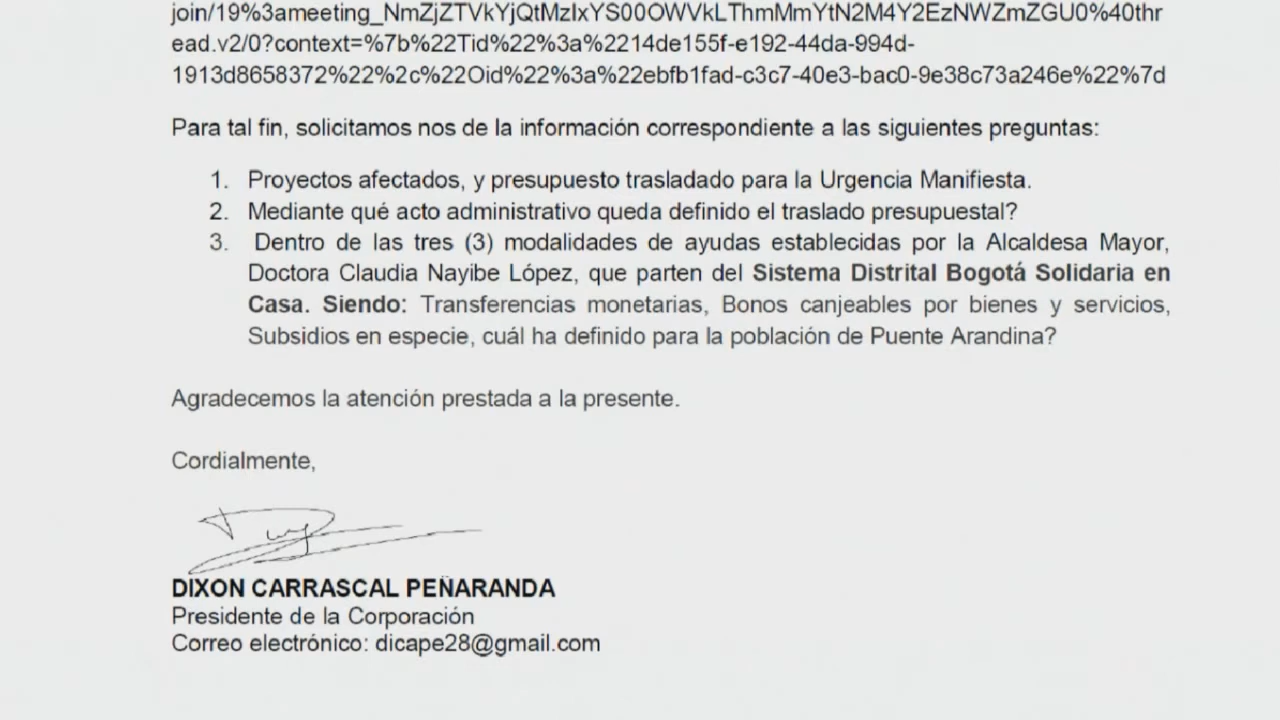 join/19%3ameeting_NmZjZTVkYjQtMzIxYS00OWVkLThmMmYtN2M4Y2EzNWZmZGU0%40thr
ead.v2/0?context=%7b%22Tid%22%3a%2214de155f-e192-44da-994d-
1913d8658372%22%2c%22Oid%22%3a%22ebfb1fad-c3c7-40e3-bac0-9e38c73a246e%22%7d
Para tal fin, solicitamos nos de la información correspondiente a las siguientes preguntas:
1. Proyectos afectados, y presupuesto trasladado para la Urgencia Manifiesta.
2. Mediante qué acto administrativo queda definido el traslado presupuestal?
3. Dentro de las tres (3) modalidades de ayudas establecidas por la Alcaldesa Mayor,
Doctora Claudia Nayibe López, que parten del Sistema Distrital Bogotá Solidaria en
Casa. Siendo: Transferencias monetarias, Bonos canjeables por bienes y servicios,
Subsidios en especie, cuál ha definido para la población de Puente Arandina?
Agradecemos la atención prestada a la presente.
Cordialmente,
DIXON CARRASCAL PEÑARANDA
Presidente de la Corporación
Correo electrónico: dicape28@gmail.com